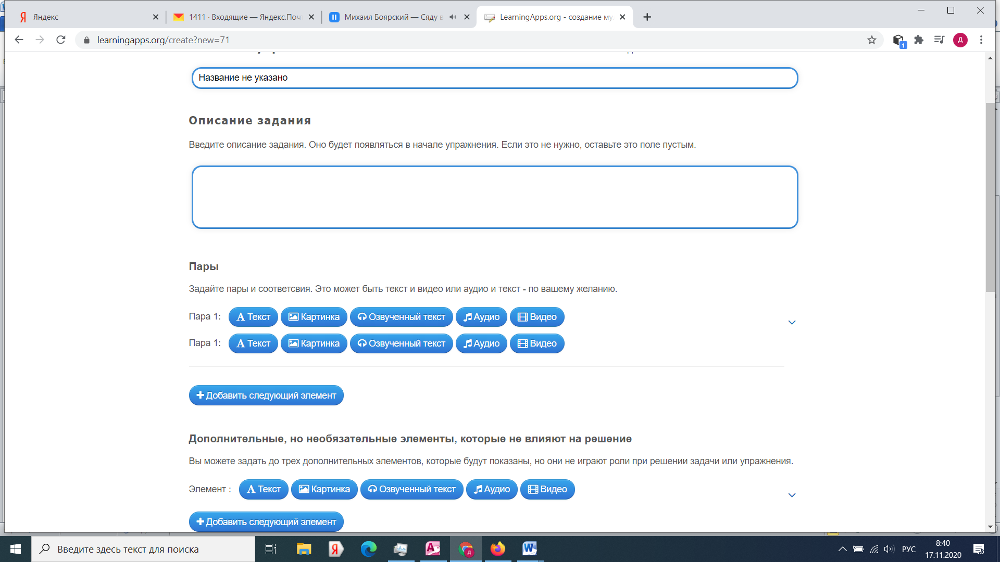 Яндекс
1411 · Входящие — Яндекс.Поч
Михаил Боярский — Сяду в
LearningApps.org - создание му
learningapps.org/create?new=71
Д
1
Название не указано
Описание задания
Введите описание задания. Оно будет появляться в начале упражнения. Если это не нужно, оставьте это поле пустым.
Пары
Задайте пары и соответсвия. Это может быть текст и видео или аудио и текст - по вашему желанию.
Пара 1: Текст Картинка Озвученный текст Аудио Видео
Пара 1: Текст Картинка Озвученный текст Аудио Видео
Добавить следующий элемент
Дополнительные, но необязательные элементы, которые не влияют на решение
Вы можете задать до трех дополнительных элементов, которые будут показаны, но они не играют роли при решении задачи или упражнения.
Элемент : Текст Картинка Озвученный текст Аудио Видео
Добавить следующий элемент
Введите здесь текст для поиска
РУС
8:40
17.11.2020